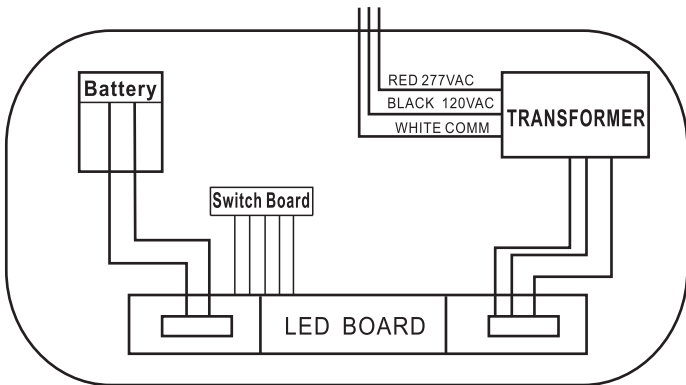 Battery
RED 277VAC
BLACK 120VAC
WHITE COMM
TRANSFORMER
Switch Board
LED BOARD